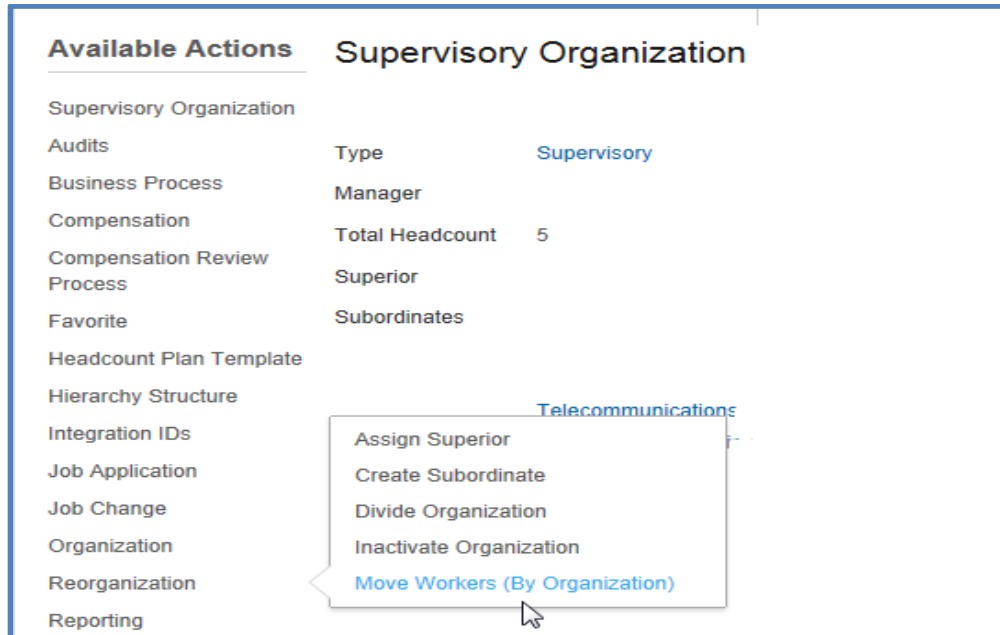 Available Actions
Supervisory Organization
Audits
Business Process
Compensation
Compensation Review
Process
Favorite
Headcount Plan Template
Hierarchy Structure
Integration IDs
Job Application
Job Change
Organization
Reorganization
Reporting
Supervisory Organization
Type Supervisory
Manager
Total Headcount 5
Superior
Subordinates
Telecommunications
Assign Superior
Create Subordinate
Divide Organization
Inactivate Organization
Move Workers (By Organization)